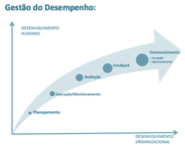 Gestão do Desempenho:
DESENVOLVIMENTO
HUMANO
Desenvolvimento
Feedback
Avaliação
Execução/Monitoramento
Planejamento
DESENVOLVIMENTO
ORGANIZACIONAL